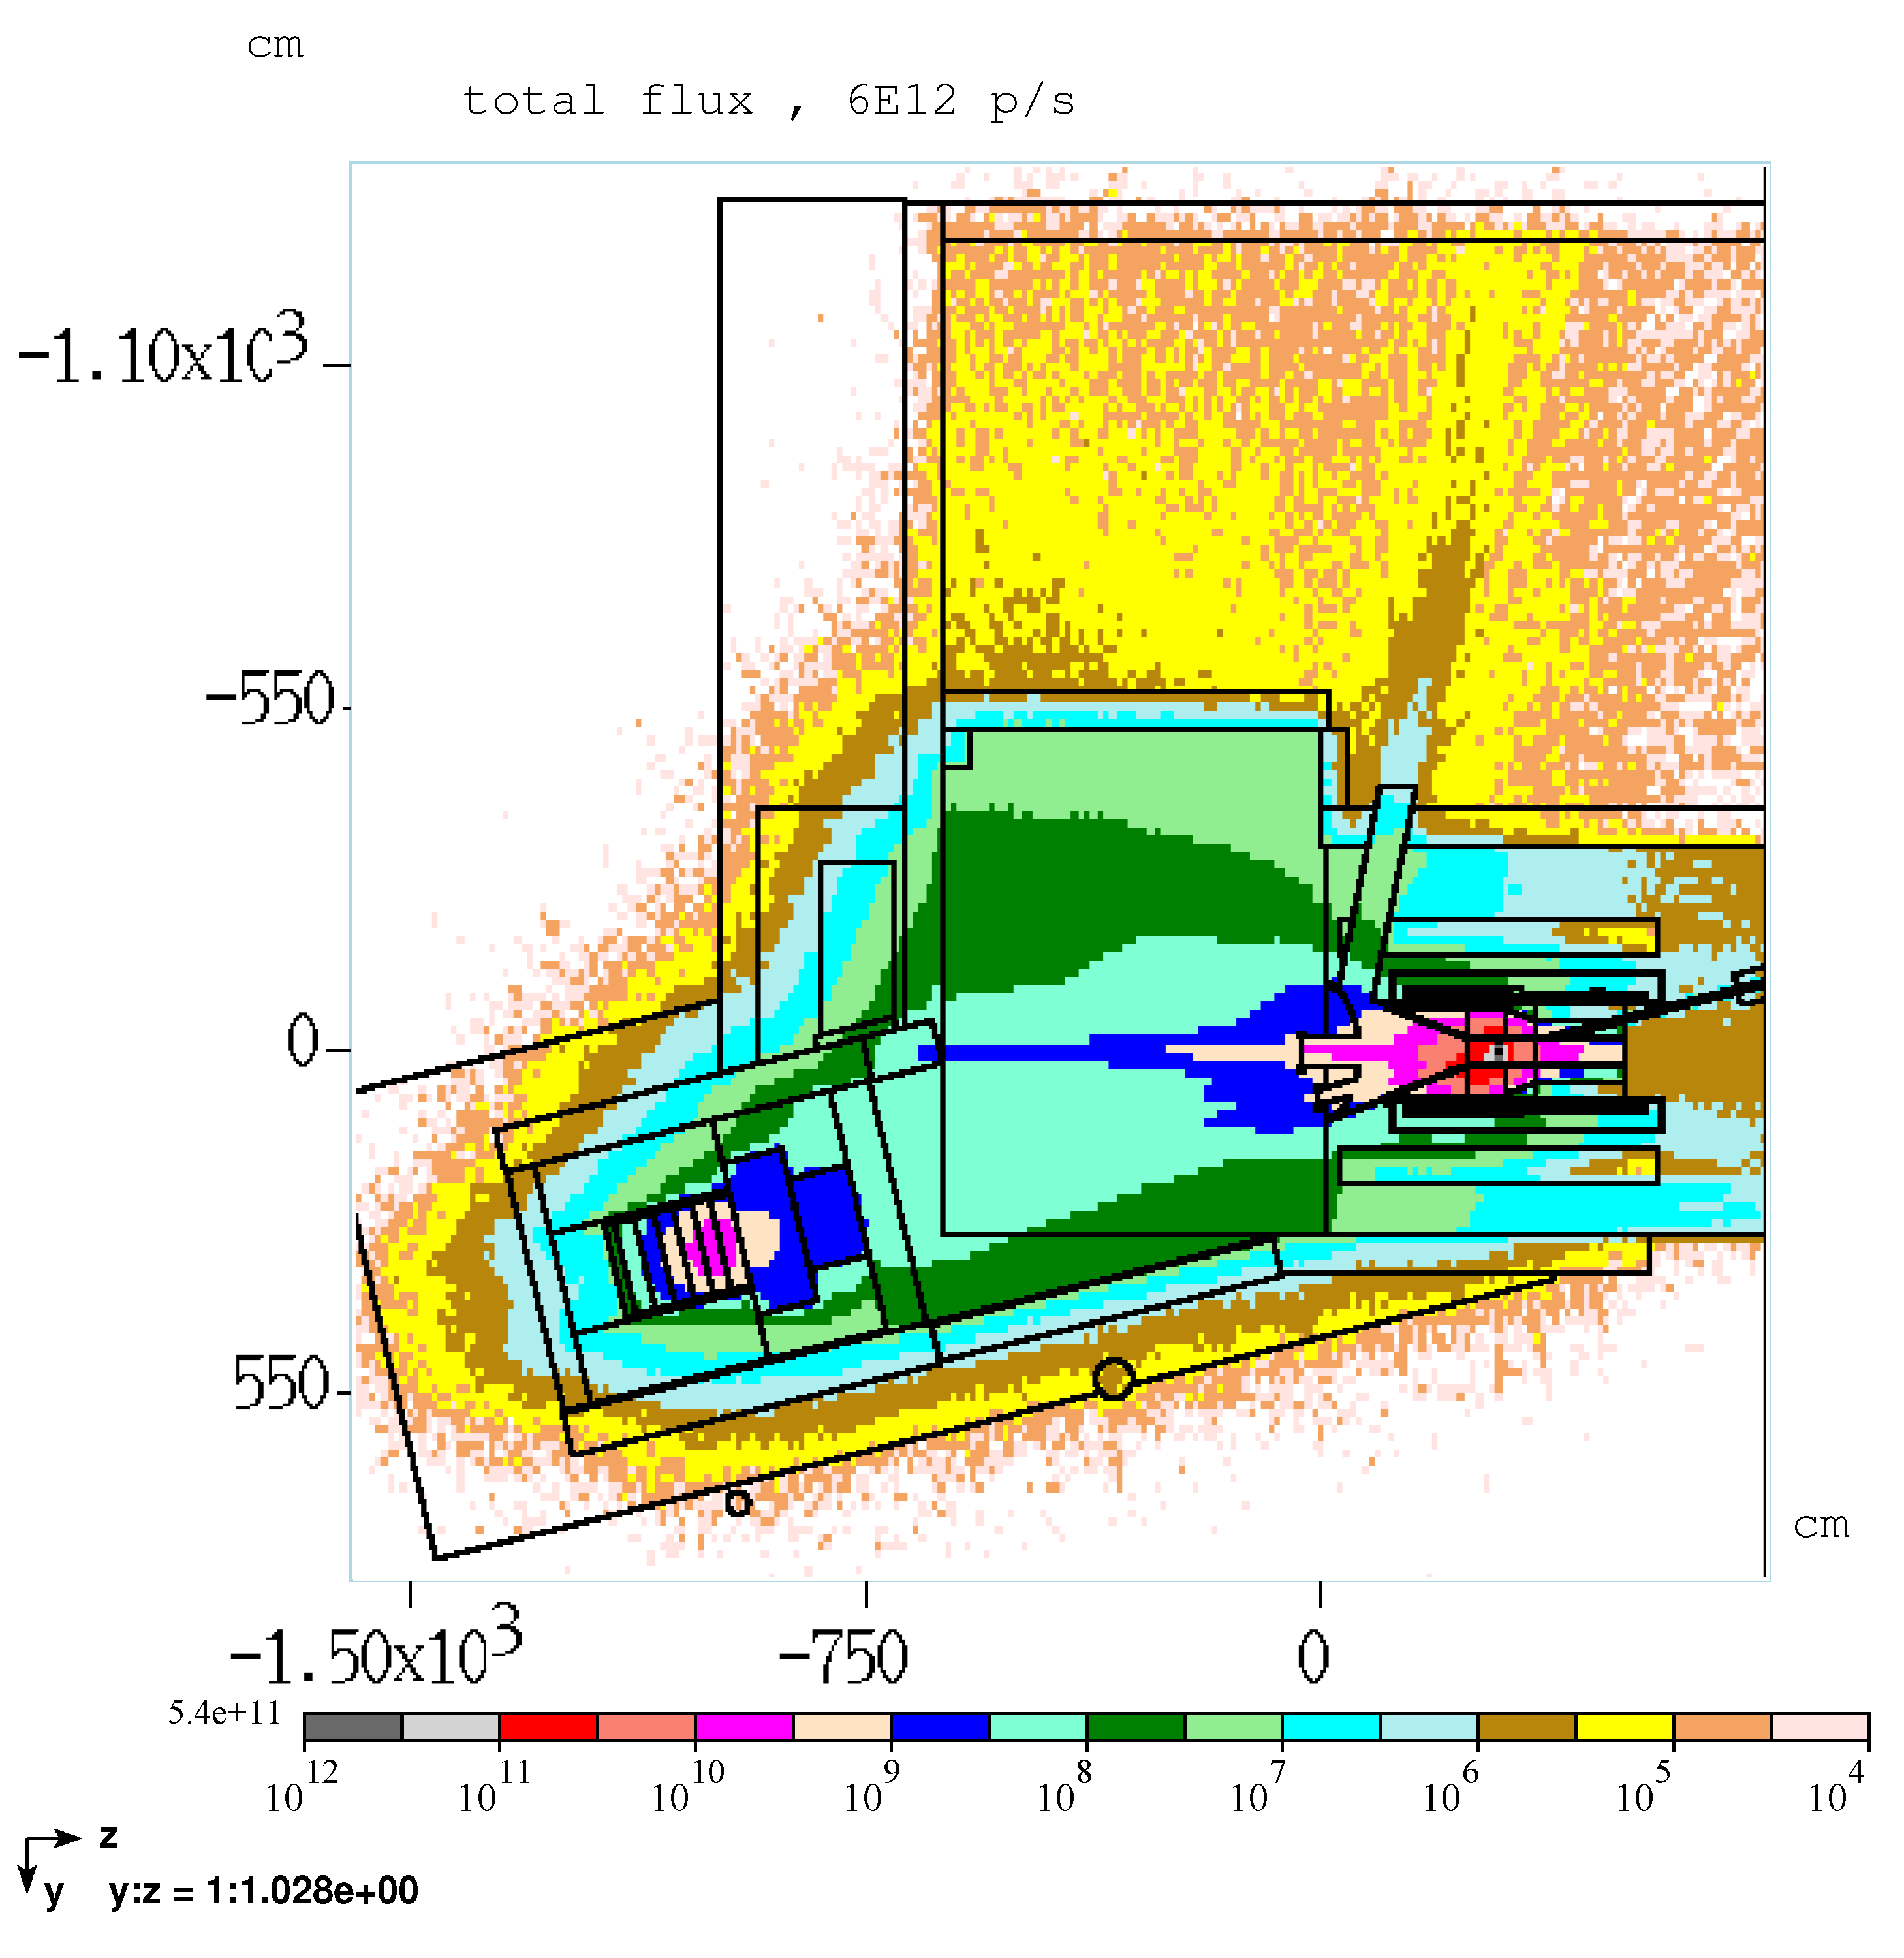 cm
total flux , 6E12 p/s
-1.10x10³
-550
0
550
cm
-1.50x10³ -750 0
5.4e+11
10¹² 10¹¹ 10¹⁰ 10⁹ 10⁸ 10⁷ 10⁶ 10⁵ 10⁴
z
y y:z = 1:1.028e+00